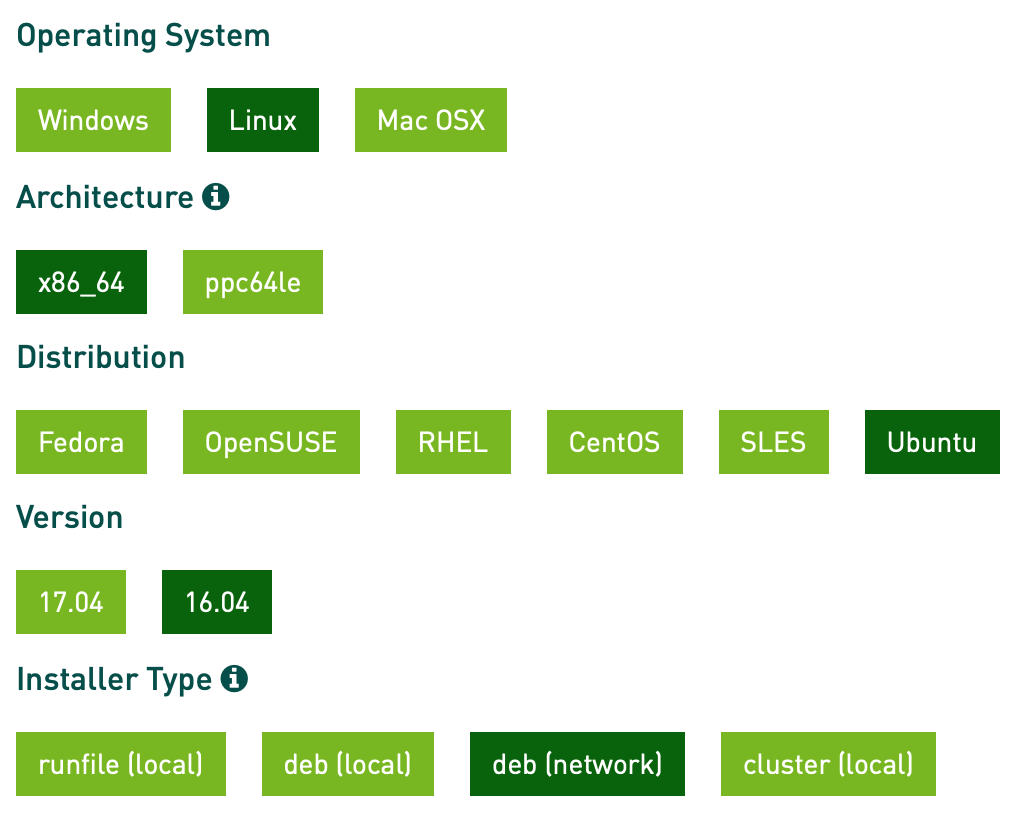 Operating System
Windows Linux Mac OSX
Architecture
x86_64 ppc64le
Distribution
Fedora OpenSUSE RHEL CentOS SLES Ubuntu
Version
17.04 16.04
Installer Type
runfile (local) deb (local) deb (network) cluster (local)